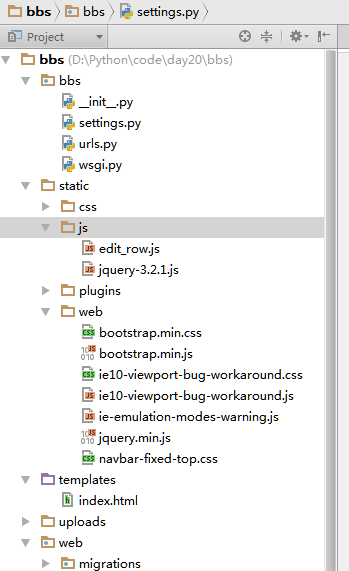 bbs bbs settings.py
Project
bbs (D:\Python\code\day20\bbs)
bbs
__init__.py
settings.py
urls.py
wsgi.py
static
css
js
edit_row.js
jquery-3.2.1.js
plugins
web
bootstrap.min.css
bootstrap.min.js
ie10-viewport-bug-workaround.css
ie10-viewport-bug-workaround.js
ie-emulation-modes-warning.js
jquery.min.js
navbar-fixed-top.css
templates
index.html
uploads
web
migrations